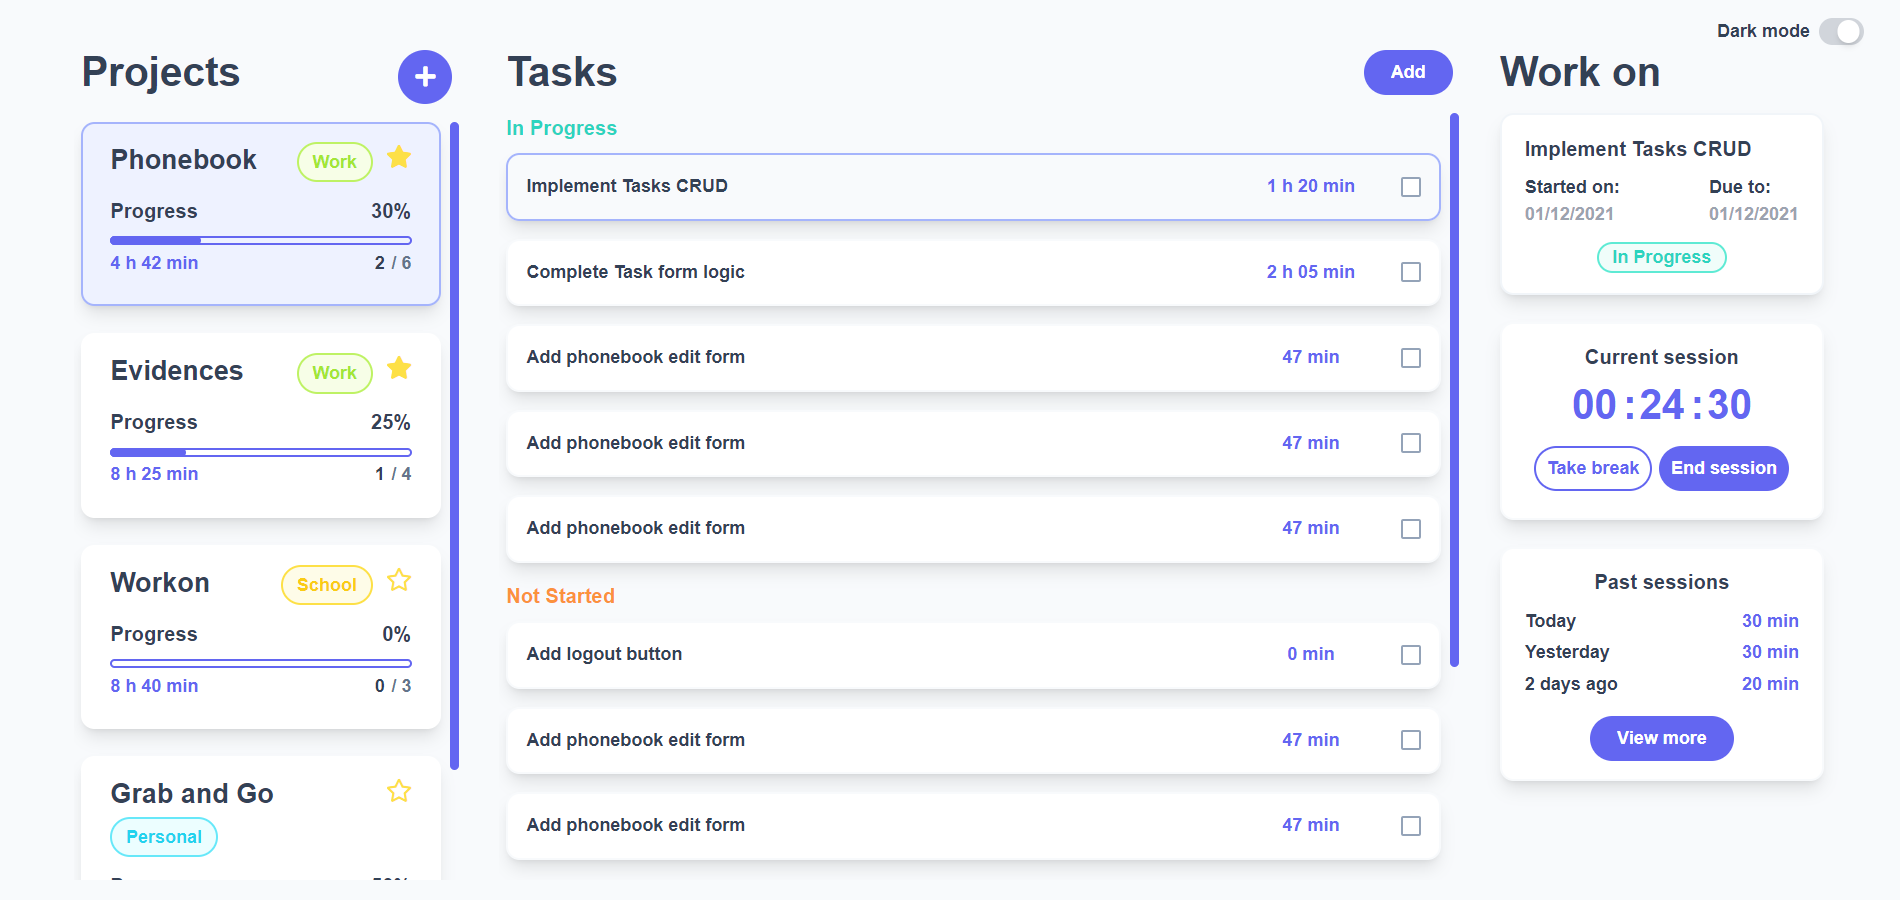 Dark mode
Projects
Phonebook
Work
Progress
30%
4 h 42 min
2 / 6
Evidences
Work
Progress
25%
8 h 25 min
1 / 4
Workon
School
Progress
0%
8 h 40 min
0 / 3
Grab and Go
Personal
Tasks
Add
In Progress
Implement Tasks CRUD
1 h 20 min
Complete Task form logic
2 h 05 min
Add phonebook edit form
47 min
Add phonebook edit form
47 min
Add phonebook edit form
47 min
Not Started
Add logout button
0 min
Add phonebook edit form
47 min
Add phonebook edit form
47 min
Work on
Implement Tasks CRUD
Started on:
Due to:
01/12/2021
01/12/2021
In Progress
Current session
00:24:30
Take break
End session
Past sessions
Today
30 min
Yesterday
30 min
2 days ago
20 min
View more